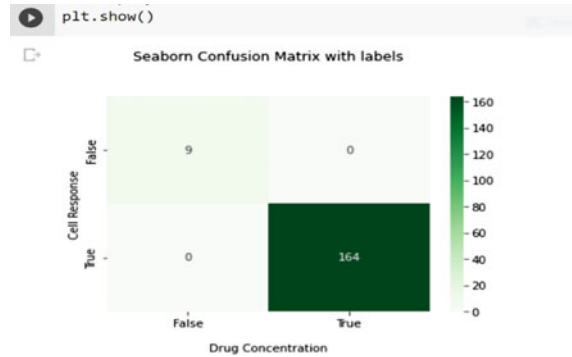 plt.show()
Seaborn Confusion Matrix with labels
160
140
120
100
80
60
40
20
0
Cell Response
False
True
9
0
0
164
False
True
Drug Concentration